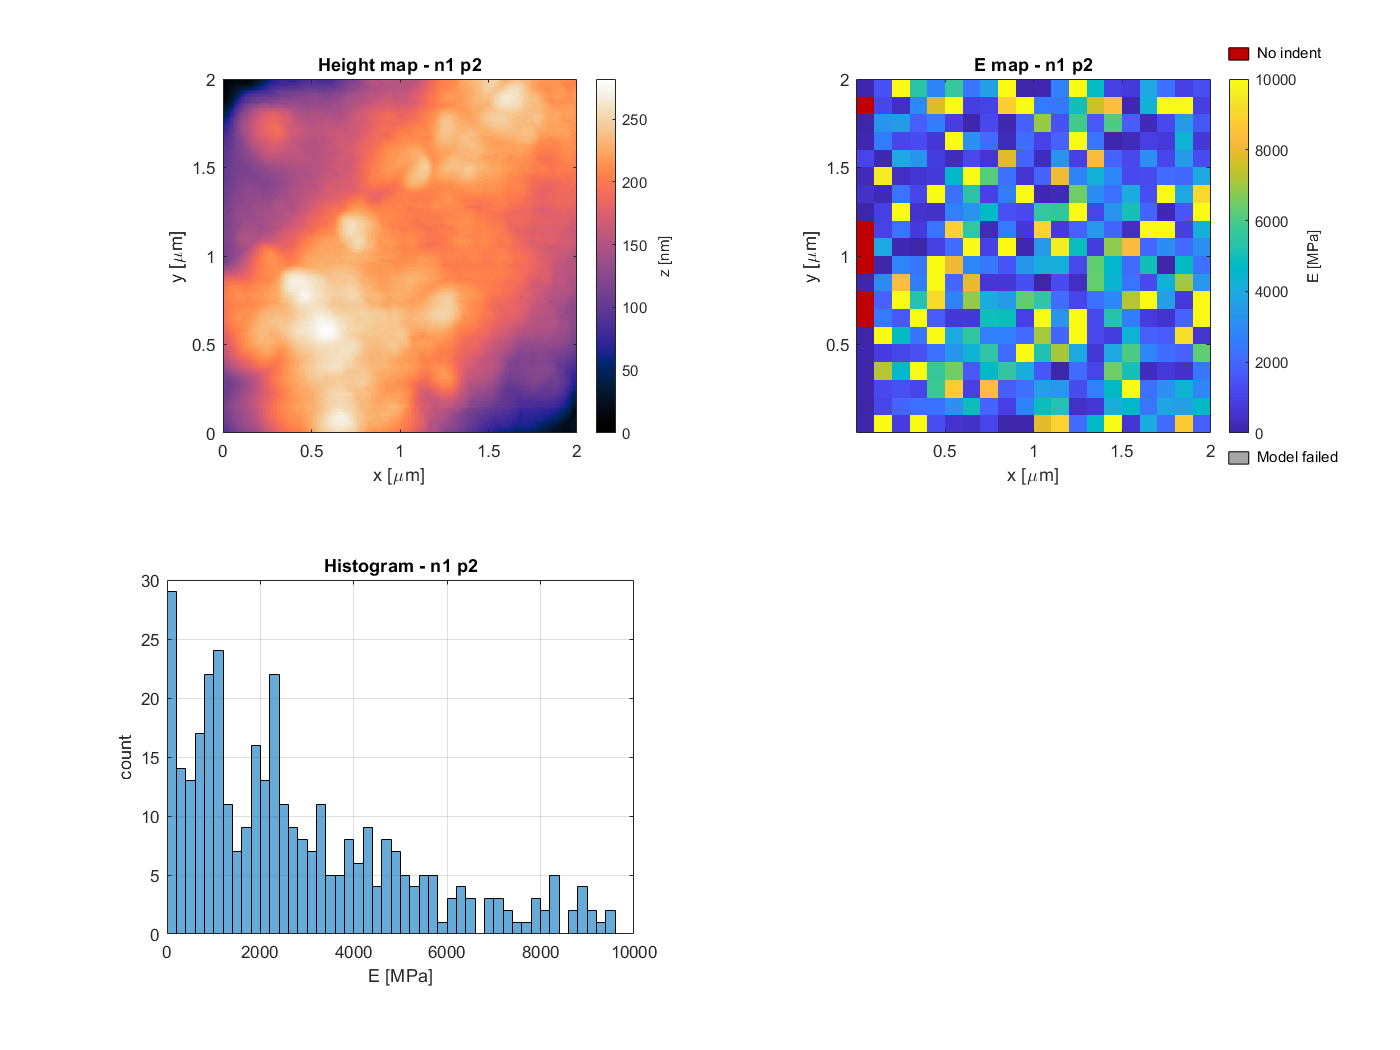 Height map - n1 p2
2
1.5
1
0.5
0
y [μm]
0 0.5 1 1.5 2
x [μm]
250
200
150
100
50
0
z [nm]
E map - n1 p2
2
1.5
1
0.5
y [μm]
0.5 1 1.5 2
x [μm]
No indent
10000
8000
6000
4000
2000
0
E [MPa]
Model failed
Histogram - n1 p2
30
25
20
15
10
5
0
count
0 2000 4000 6000 8000 10000
E [MPa]